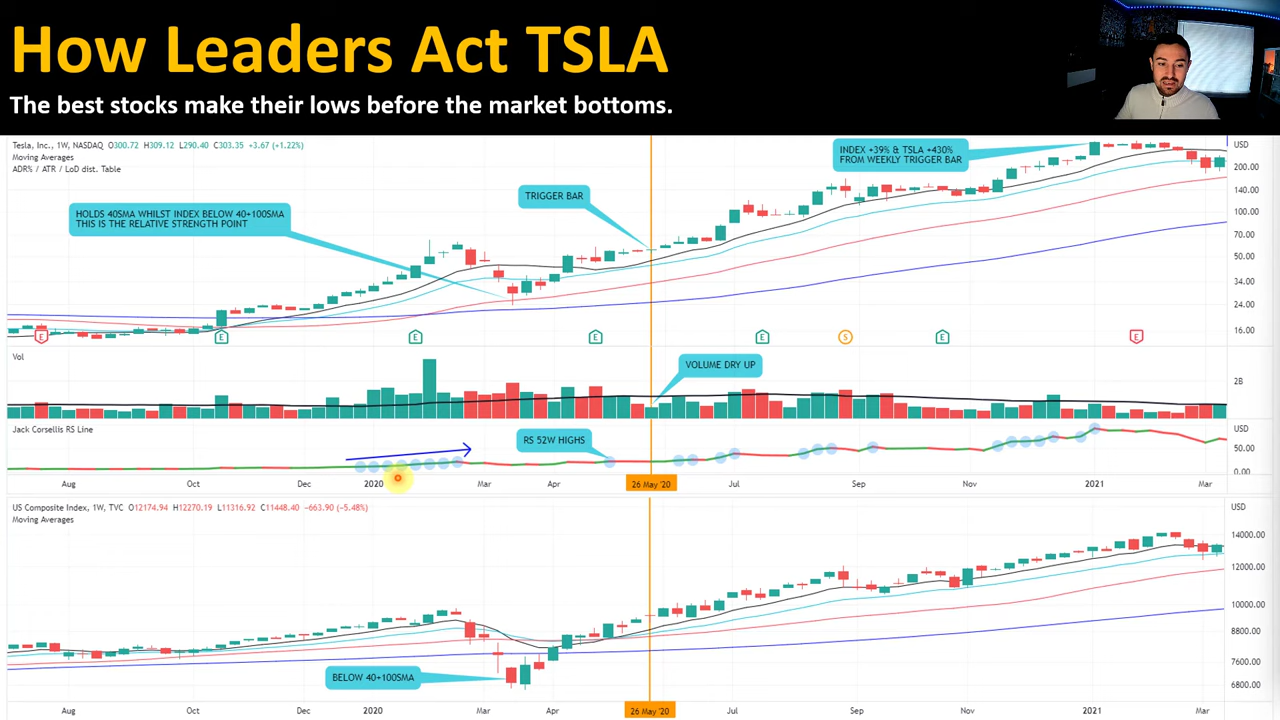 How Leaders Act TSLA
The best stocks make their lows before the market bottoms.
Tesla, Inc., 1W, NASDAQ O300.72 H309.12 L290.40 C303.35 +3.67 (+1.22%)
Moving Averages
ADR% / ATR / LoD dist. Table
INDEX +39% & TSLA +430%
FROM WEEKLY TRIGGER BAR
TRIGGER BAR
HOLDS 40SMA WHILST INDEX BELOW 40+100SMA
THIS IS THE RELATIVE STRENGTH POINT
USD
200.00
140.00
100.00
70.00
50.00
34.00
24.00
16.00
E E E E E S E E
Vol
VOLUME DRY UP
2B
Jack Corsellis RS Line
RS 52W HIGHS
USD
50.00
0.00
Aug Oct Dec 2020 Mar Apr 26 May '20 Jul Sep Nov 2021 Mar
US Composite Index, 1W, TVC O12174.94 H12270.19 L11316.92 C11448.40 −663.90 (−5.48%)
Moving Averages
USD
14000.00
12000.00
10000.00
8800.00
7600.00
6800.00
BELOW 40+100SMA
Aug Oct Dec 2020 Mar Apr 26 May '20 Jul Sep Nov 2021 Mar